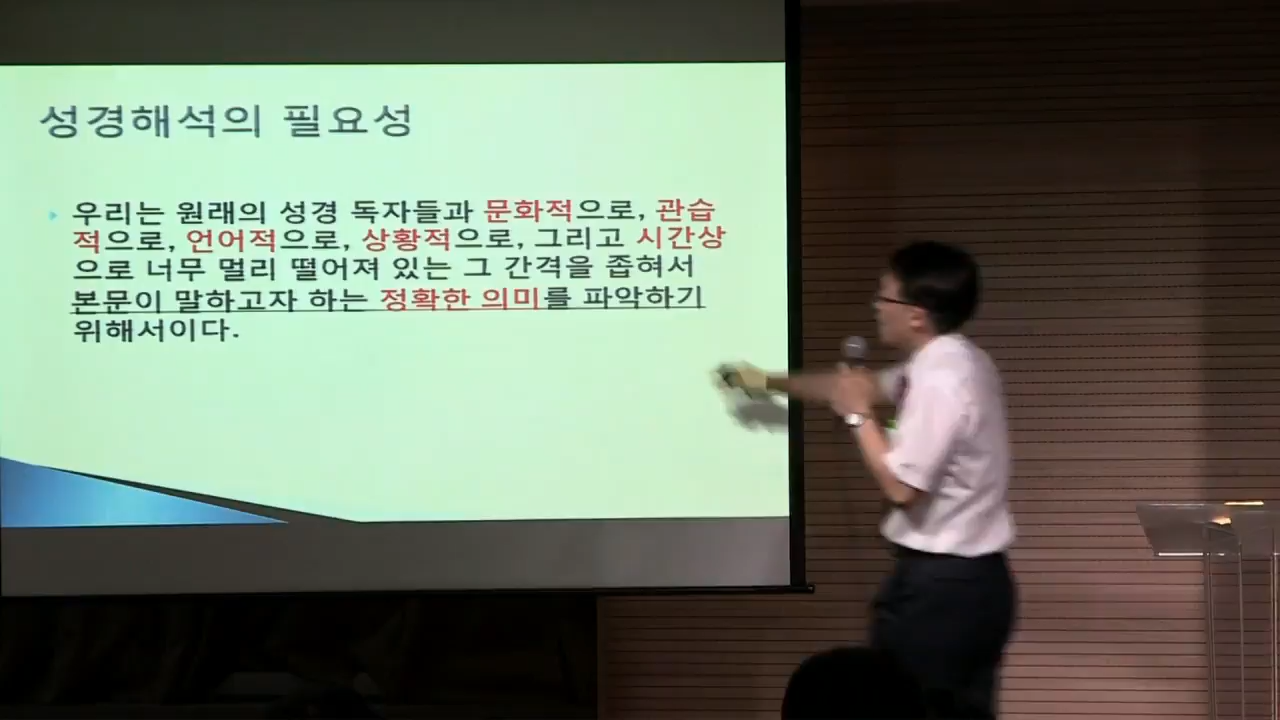 성경해석의 필요성
우리는 원래의 성경 독자들과 문화적으로, 관습
적으로, 언어적으로, 상황적으로, 그리고 시간상
으로 너무 멀리 떨어져 있는 그 간격을 좁혀서
본문이 말하고자 하는 정확한 의미를 파악하기
위해서이다.